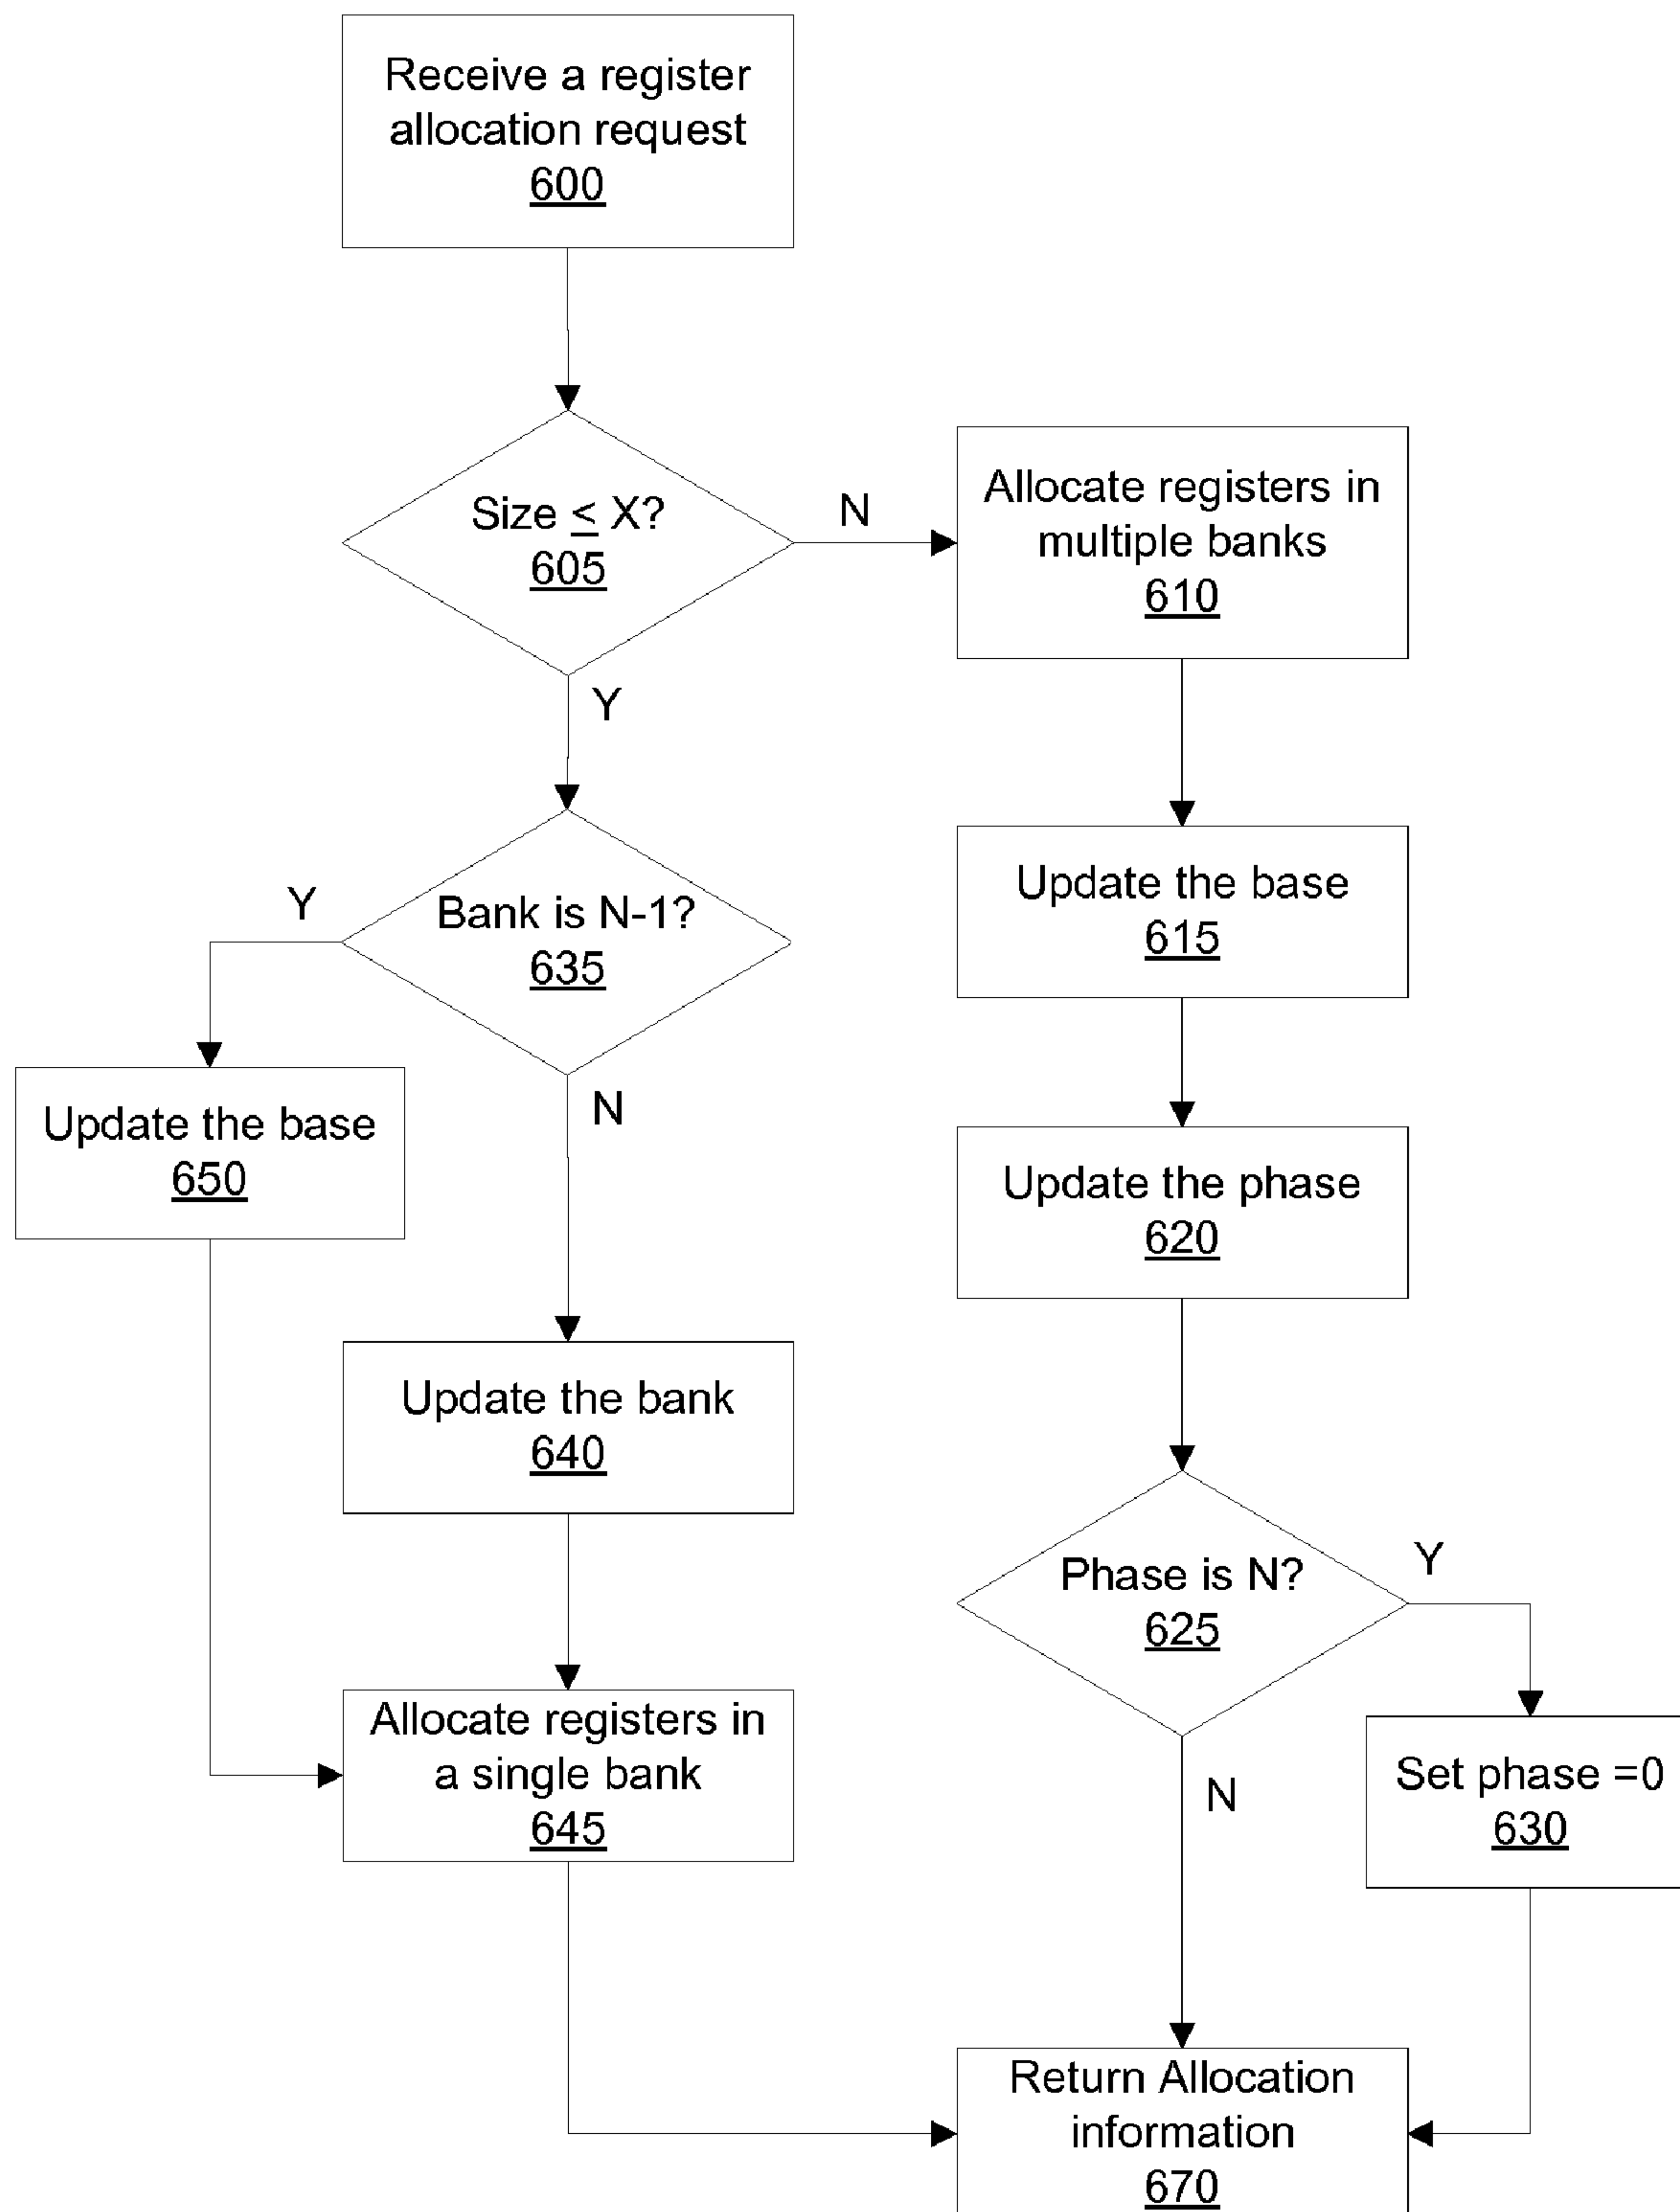 Receive a register
allocation request
600
Size ≤ X?
605
N
Allocate registers in
multiple banks
610
Y
Update the base
615
Y
Bank is N-1?
635
N
Update the base
650
Update the phase
620
Update the bank
640
Phase is N?
625
Y
N
Allocate registers in
a single bank
645
Set phase =0
630
Return Allocation
information
670